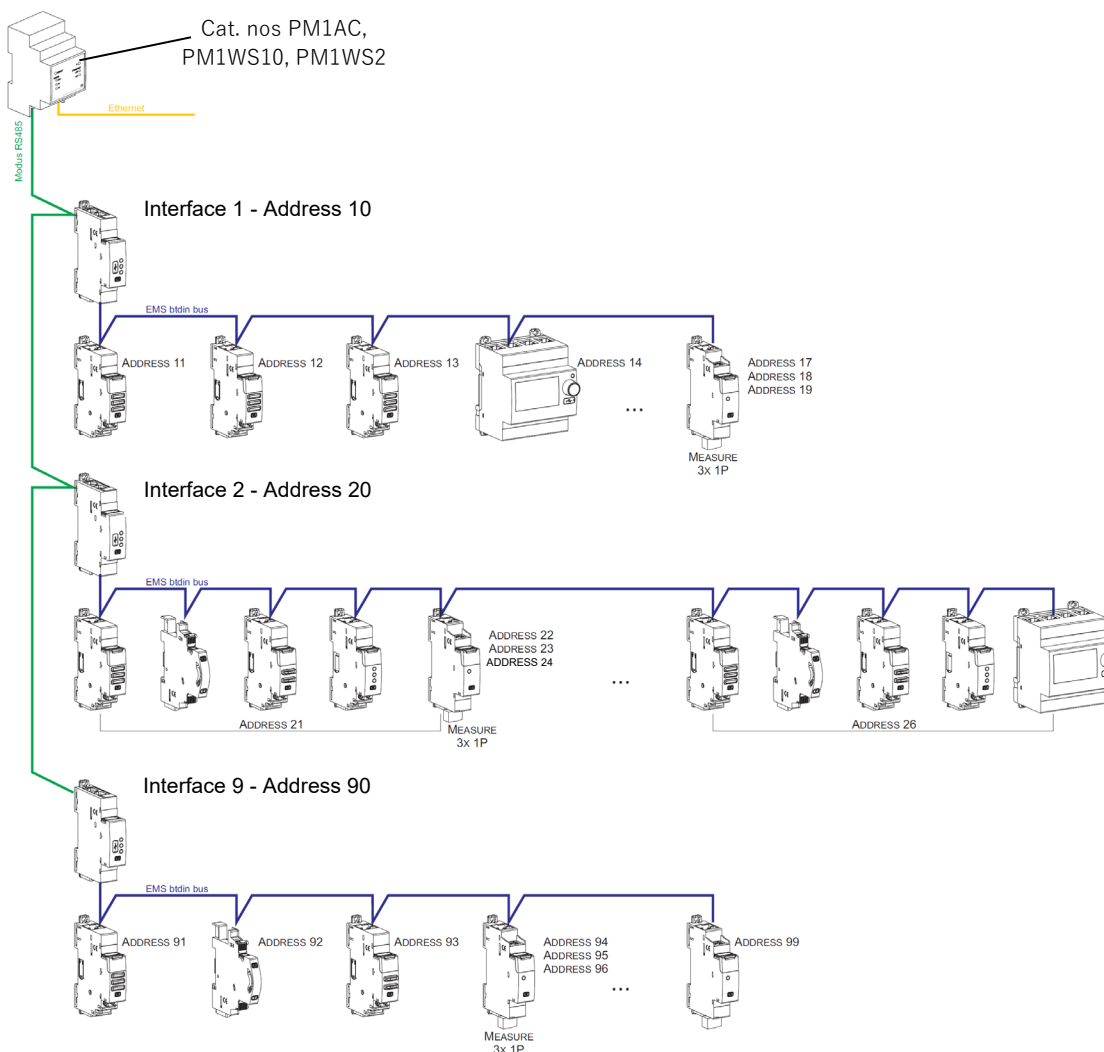 Cat. nos PM1AC,
PM1WS10, PM1WS2
Ethernet
Modus RS485
Interface 1 - Address 10
EMS btdin bus
ADDRESS 11
ADDRESS 12
ADDRESS 13
ADDRESS 14
...
ADDRESS 17
ADDRESS 18
ADDRESS 19
MEASURE
3X 1P
Interface 2 - Address 20
EMS btdin bus
ADDRESS 22
ADDRESS 23
ADDRESS 24
...
ADDRESS 21
MEASURE
3X 1P
ADDRESS 26
Interface 9 - Address 90
EMS btdin bus
ADDRESS 91
ADDRESS 92
ADDRESS 93
ADDRESS 94
ADDRESS 95
ADDRESS 96
...
ADDRESS 99
MEASURE
3X 1P